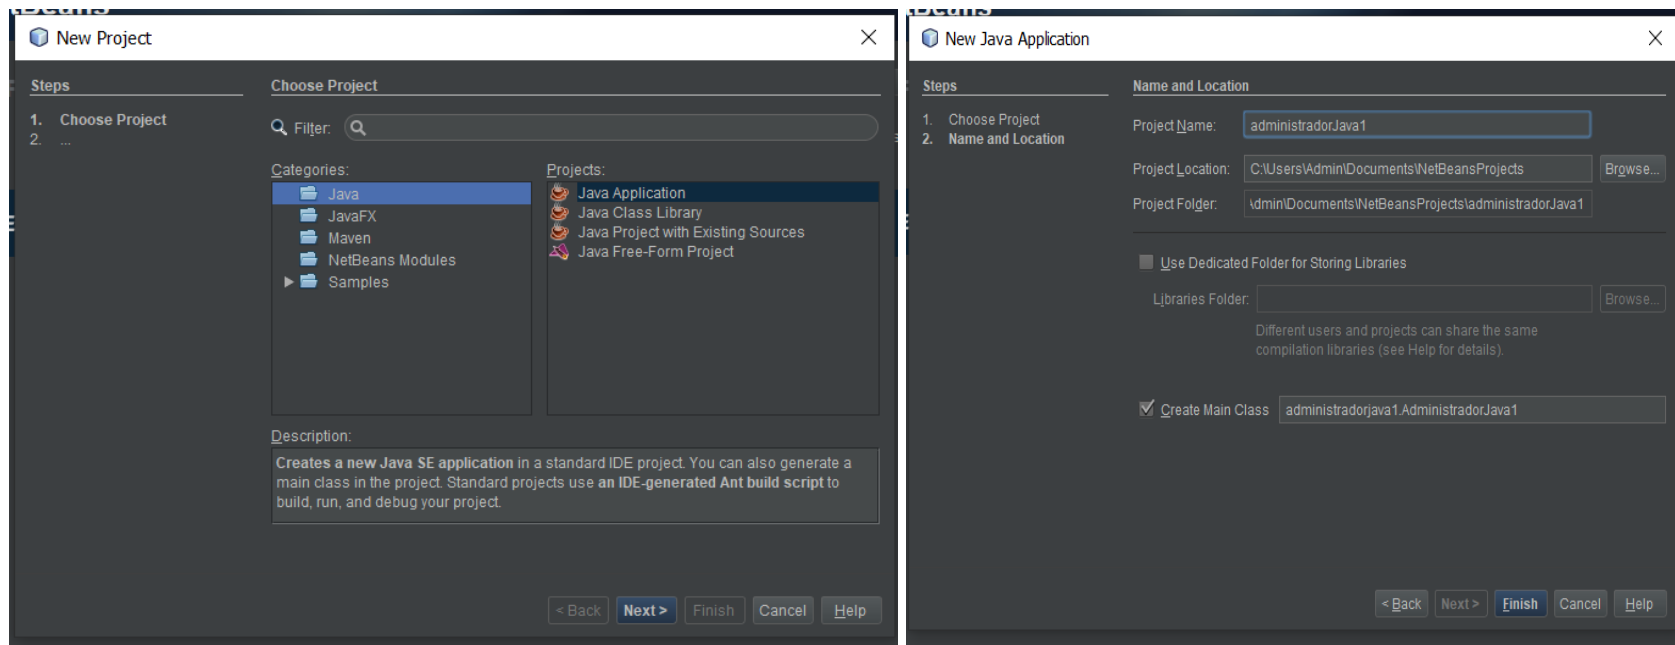 New Project
Steps
1. Choose Project
2. ...
Choose Project
Filter:
Categories:
Java
JavaFX
Maven
NetBeans Modules
Samples
Projects:
Java Application
Java Class Library
Java Project with Existing Sources
Java Free-Form Project
Description:
Creates a new Java SE application in a standard IDE project. You can also generate a
main class in the project. Standard projects use an IDE-generated Ant build script to
build, run, and debug your project.
< Back Next > Finish Cancel Help
New Java Application
Steps
1. Choose Project
2. Name and Location
Name and Location
Project Name: administradorJava1
Project Location: C:\Users\Admin\Documents\NetBeansProjects Browse...
Project Folder: \dmin\Documents\NetBeansProjects\administradorJava1
Use Dedicated Folder for Storing Libraries
Libraries Folder: Browse...
Different users and projects can share the same
compilation libraries (see Help for details).
Create Main Class administradorjava1.AdministradorJava1
< Back Next > Finish Cancel Help